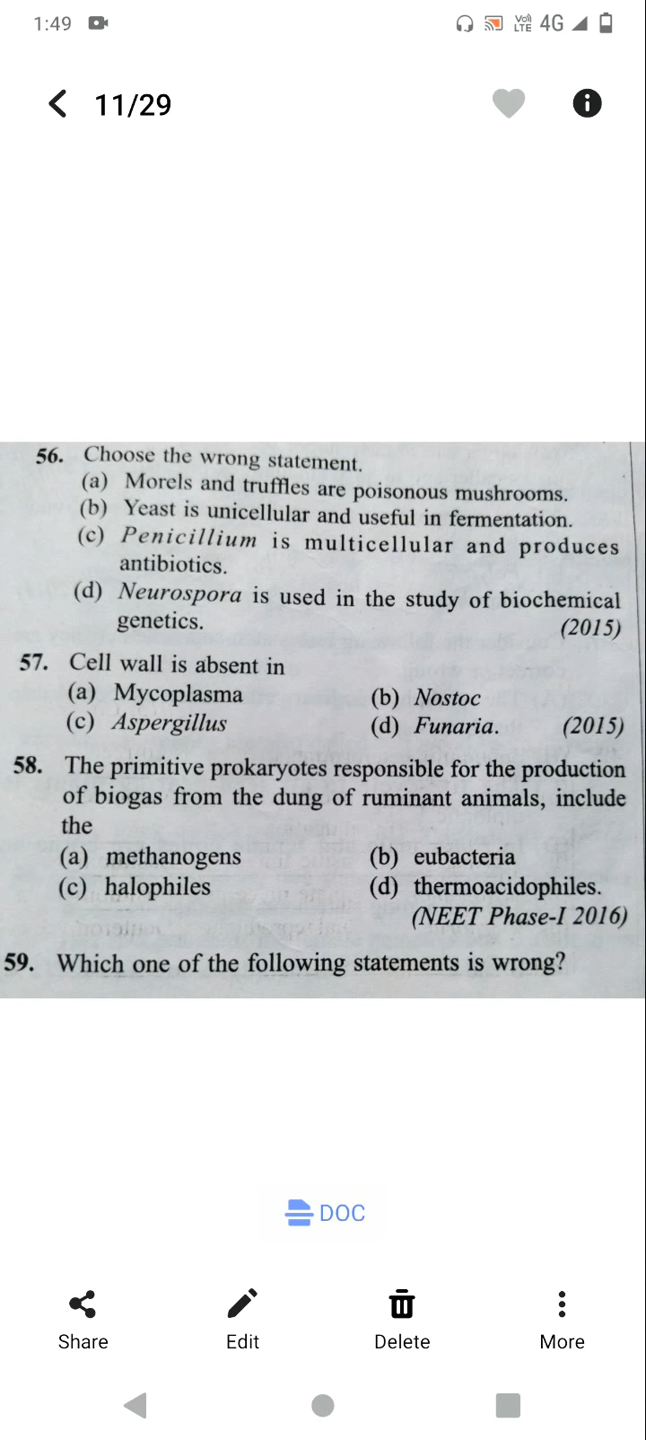 1:49
Vo) LTE 4G
11/29
56. Choose the wrong statement.
(a) Morels and truffles are poisonous mushrooms.
(b) Yeast is unicellular and useful in fermentation.
(c) Penicillium is multicellular and produces
antibiotics.
(d) Neurospora is used in the study of biochemical
genetics. (2015)
57. Cell wall is absent in
(a) Mycoplasma (b) Nostoc
(c) Aspergillus (d) Funaria. (2015)
58. The primitive prokaryotes responsible for the production
of biogas from the dung of ruminant animals, include
the
(a) methanogens (b) eubacteria
(c) halophiles (d) thermoacidophiles.
(NEET Phase-I 2016)
59. Which one of the following statements is wrong?
DOC
Share Edit Delete More